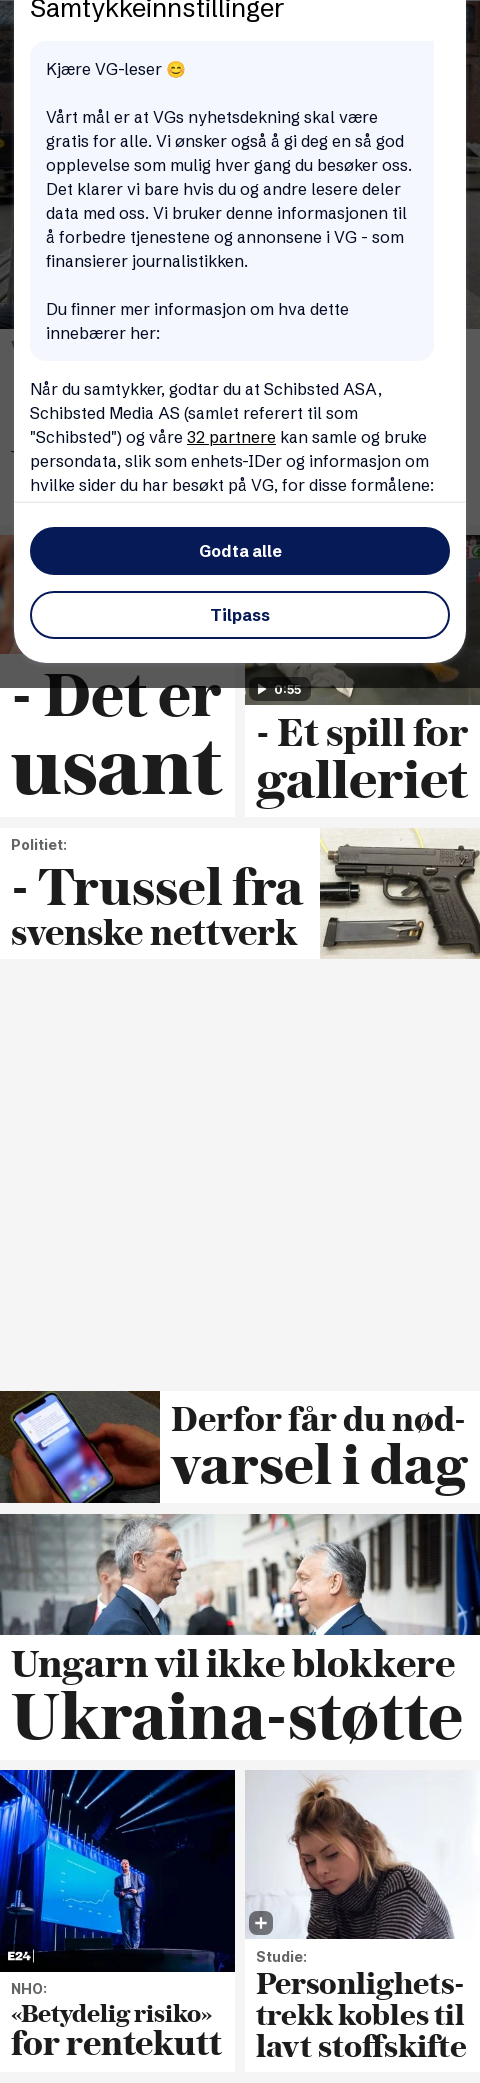 Samtykkeinnstillinger
Kjære VG-leser 😊
Vårt mål er at VGs nyhetsdekning skal være
gratis for alle. Vi ønsker også å gi deg en så god
opplevelse som mulig hver gang du besøker oss.
Det klarer vi bare hvis du og andre lesere deler
data med oss. Vi bruker denne informasjonen til
å forbedre tjenestene og annonsene i VG - som
finansierer journalistikken.
Du finner mer informasjon om hva dette
innebærer her:
Når du samtykker, godtar du at Schibsted ASA,
Schibsted Media AS (samlet referert til som
"Schibsted") og våre 32 partnere kan samle og bruke
persondata, slik som enhets-IDer og informasjon om
hvilke sider du har besøkt på VG, for disse formålene:
Godta alle
Tilpass
- Det er
usant
0:55
- Et spill for
galleriet
Politiet:
- Trussel fra
svenske nettverk
Derfor får du nød-
varsel i dag
Ungarn vil ikke blokkere
Ukraina-støtte
E24
NHO:
«Betydelig risiko»
for rentekutt
Studie:
Personlighets-
trekk kobles til
lavt stoffskifte